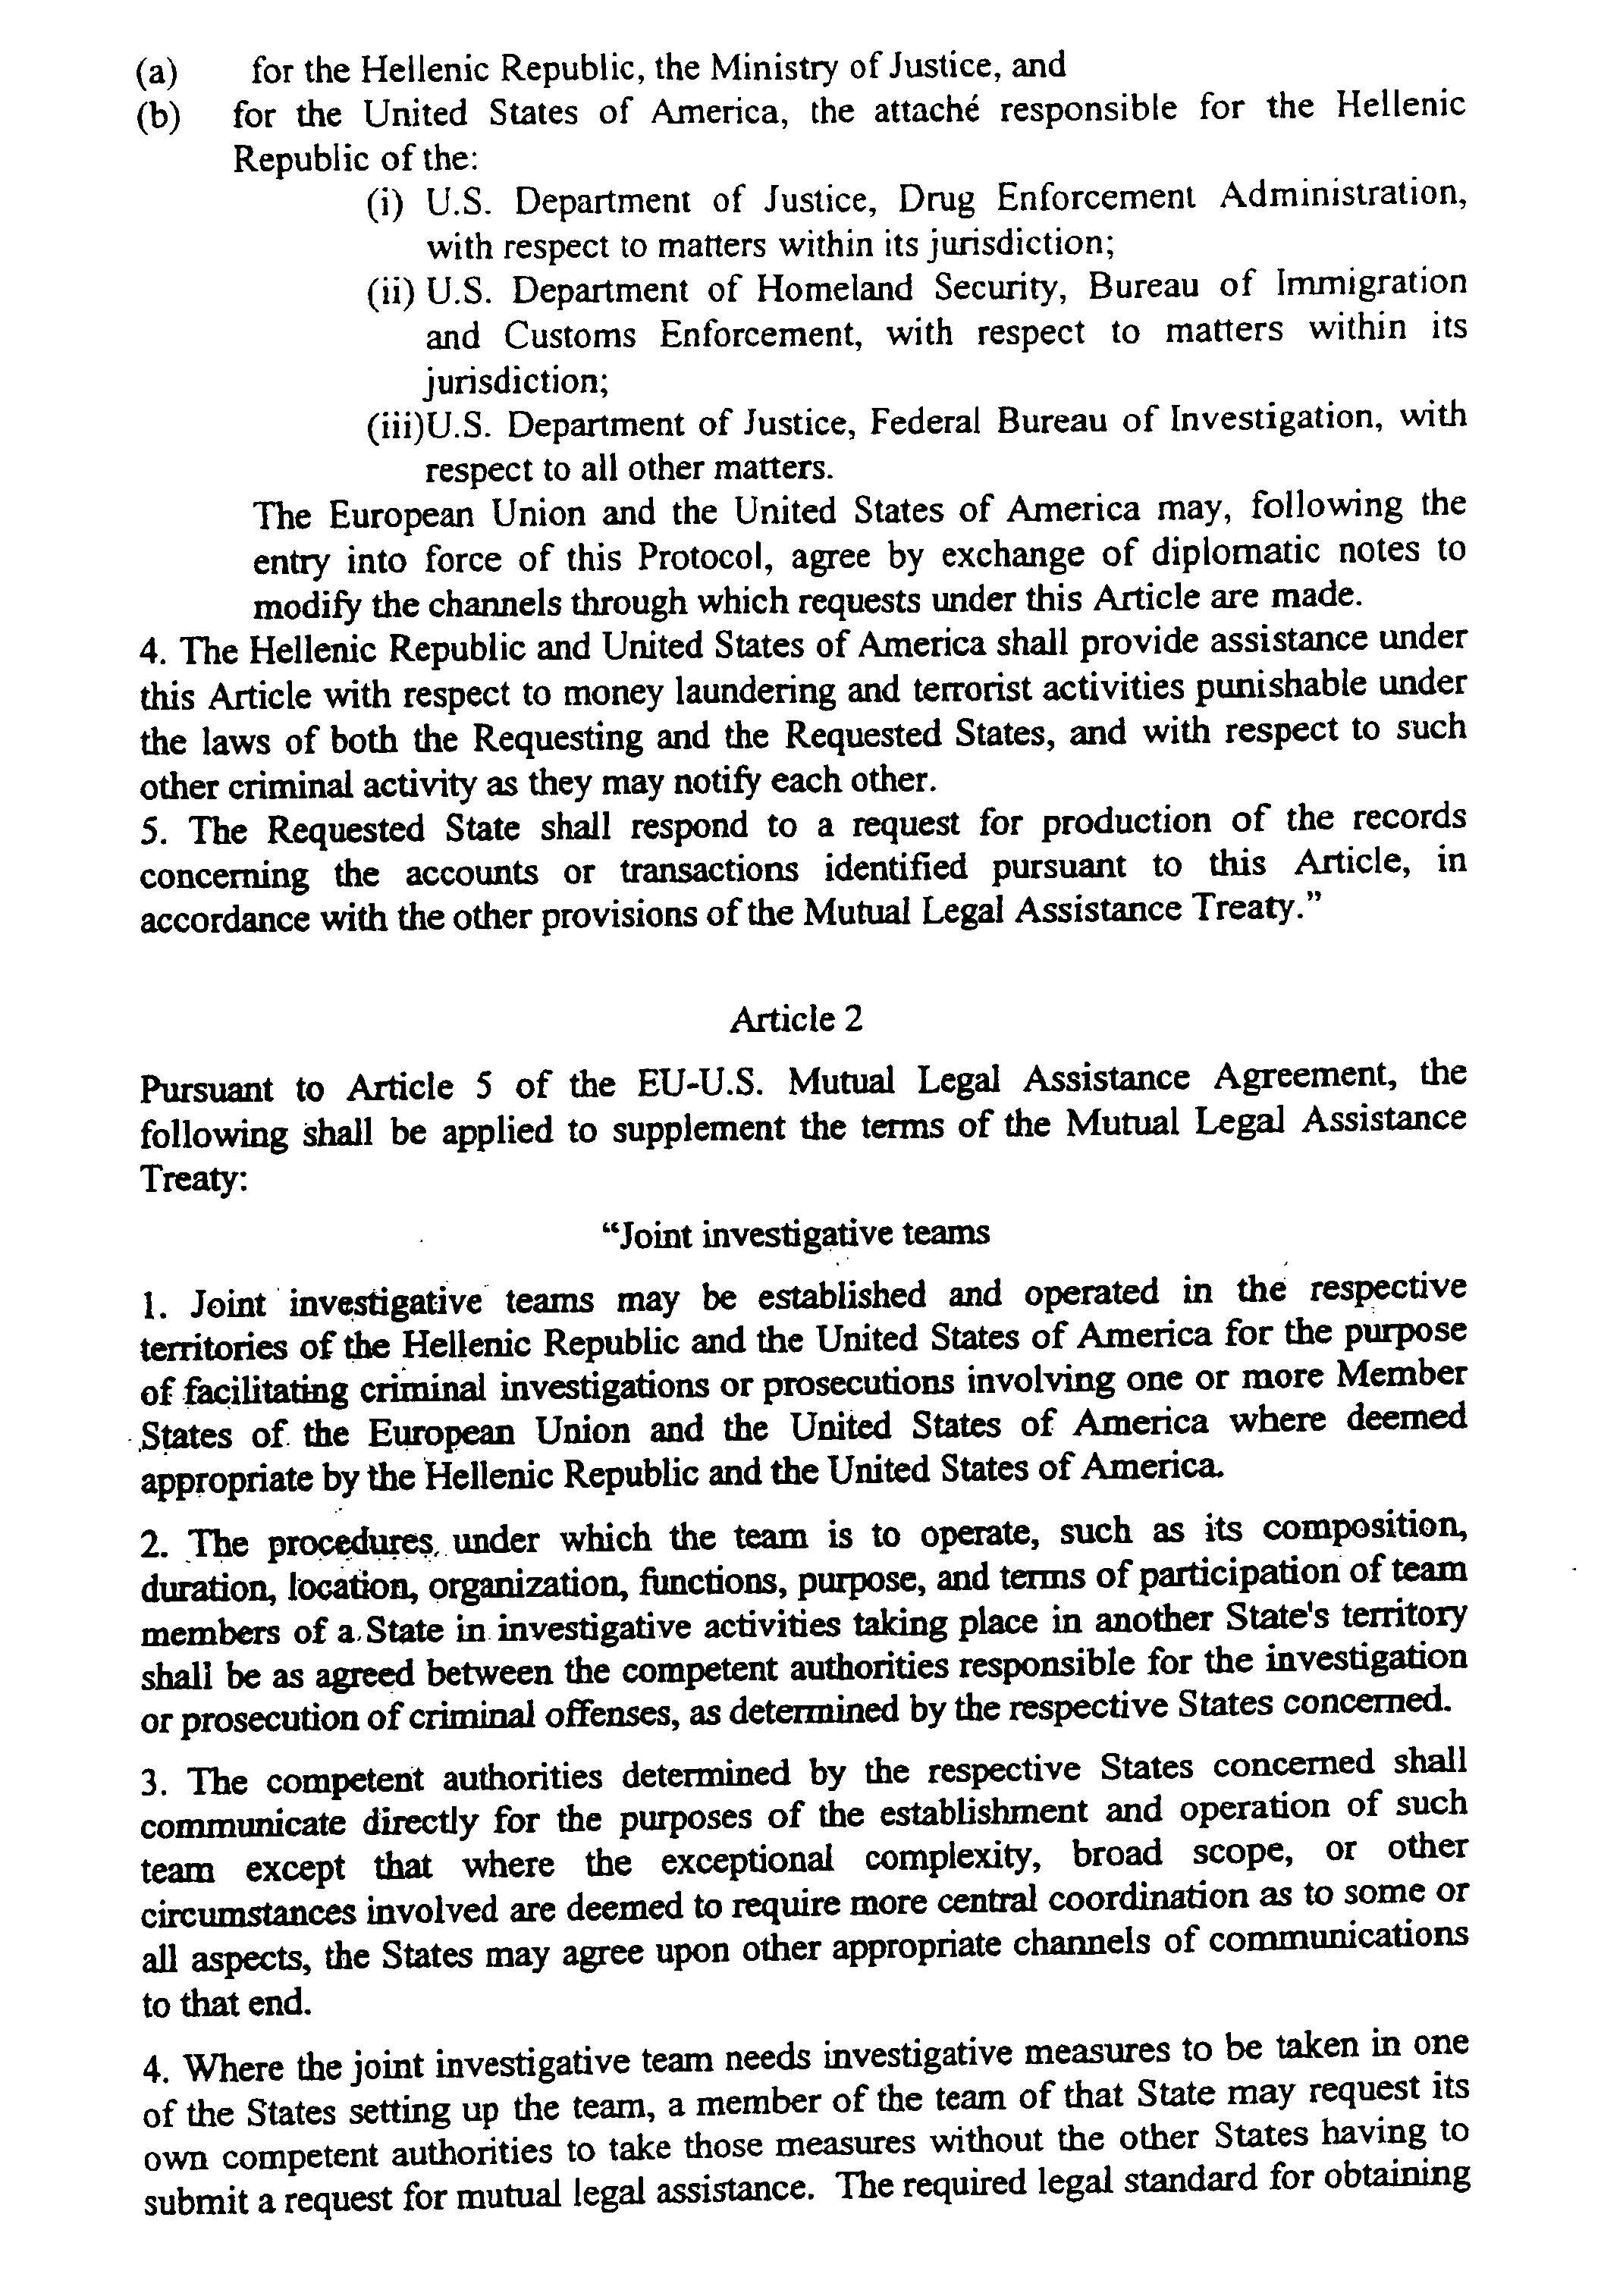 (a) for the Hellenic Republic, the Ministry of Justice, and
(b) for the United States of America, the attaché responsible for the Hellenic
Republic of the:
(i) U.S. Department of Justice, Drug Enforcement Administration,
with respect to matters within its jurisdiction;
(ii) U.S. Department of Homeland Security, Bureau of Immigration
and Customs Enforcement, with respect to matters within its
jurisdiction;
(iii)U.S. Department of Justice, Federal Bureau of Investigation, with
respect to all other matters.
The European Union and the United States of America may, following the
entry into force of this Protocol, agree by exchange of diplomatic notes to
modify the channels through which requests under this Article are made.
4. The Hellenic Republic and United States of America shall provide assistance under
this Article with respect to money laundering and terrorist activities punishable under
the laws of both the Requesting and the Requested States, and with respect to such
other criminal activity as they may notify each other.
5. The Requested State shall respond to a request for production of the records
concerning the accounts or transactions identified pursuant to this Article, in
accordance with the other provisions of the Mutual Legal Assistance Treaty.”
Article 2
Pursuant to Article 5 of the EU-U.S. Mutual Legal Assistance Agreement, the
following shall be applied to supplement the terms of the Mutual Legal Assistance
Treaty:
“Joint investigative teams
1. Joint investigative teams may be established and operated in the respective
territories of the Hellenic Republic and the United States of America for the purpose
of facilitating criminal investigations or prosecutions involving one or more Member
States of the European Union and the United States of America where deemed
appropriate by the Hellenic Republic and the United States of America.
2. The procedures under which the team is to operate, such as its composition,
duration, location, organization, functions, purpose, and terms of participation of team
members of a State in investigative activities taking place in another State's territory
shall be as agreed between the competent authorities responsible for the investigation
or prosecution of criminal offenses, as determined by the respective States concerned.
3. The competent authorities determined by the respective States concerned shall
communicate directly for the purposes of the establishment and operation of such
team except that where the exceptional complexity, broad scope, or other
circumstances involved are deemed to require more central coordination as to some or
all aspects, the States may agree upon other appropriate channels of communications
to that end.
4. Where the joint investigative team needs investigative measures to be taken in one
of the States setting up the team, a member of the team of that State may request its
own competent authorities to take those measures without the other States having to
submit a request for mutual legal assistance. The required legal standard for obtaining